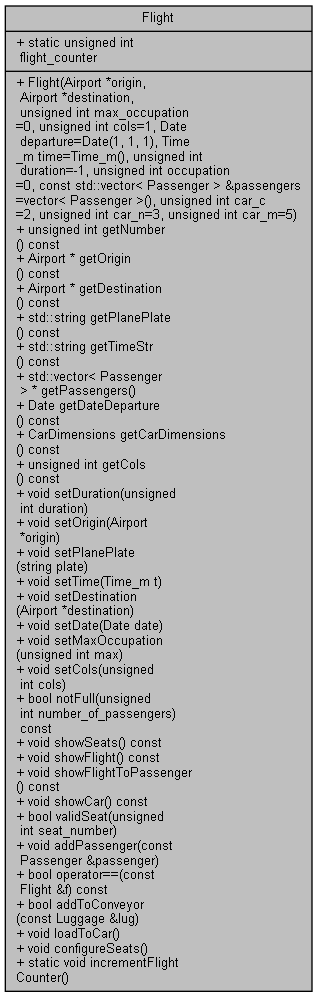 Flight
+ static unsigned int
flight_counter
+ Flight(Airport *origin,
Airport *destination,
unsigned int max_occupation
=0, unsigned int cols=1, Date
departure=Date(1, 1, 1), Time
_m time=Time_m(), unsigned int
duration=-1, unsigned int occupation
=0, const std::vector< Passenger > &passengers
=vector< Passenger >(), unsigned int car_c
=2, unsigned int car_n=3, unsigned int car_m=5)
+ unsigned int getNumber
() const
+ Airport * getOrigin
() const
+ Airport * getDestination
() const
+ std::string getPlanePlate
() const
+ std::string getTimeStr
() const
+ std::vector< Passenger
> * getPassengers()
+ Date getDateDeparture
() const
+ CarDimensions getCarDimensions
() const
+ unsigned int getCols
() const
+ void setDuration(unsigned
int duration)
+ void setOrigin(Airport
*origin)
+ void setPlanePlate
(string plate)
+ void setTime(Time_m t)
+ void setDestination
(Airport *destination)
+ void setDate(Date date)
+ void setMaxOccupation
(unsigned int max)
+ void setCols(unsigned
int cols)
+ bool notFull(unsigned
int number_of_passengers)
const
+ void showSeats() const
+ void showFlight() const
+ void showFlightToPassenger
() const
+ void showCar() const
+ bool validSeat(unsigned
int seat_number)
+ void addPassenger(const
Passenger &passenger)
+ bool operator==(const
Flight &f) const
+ bool addToConveyor
(const Luggage &lug)
+ void loadToCar()
+ void configureSeats()
+ static void incrementFlight
Counter()